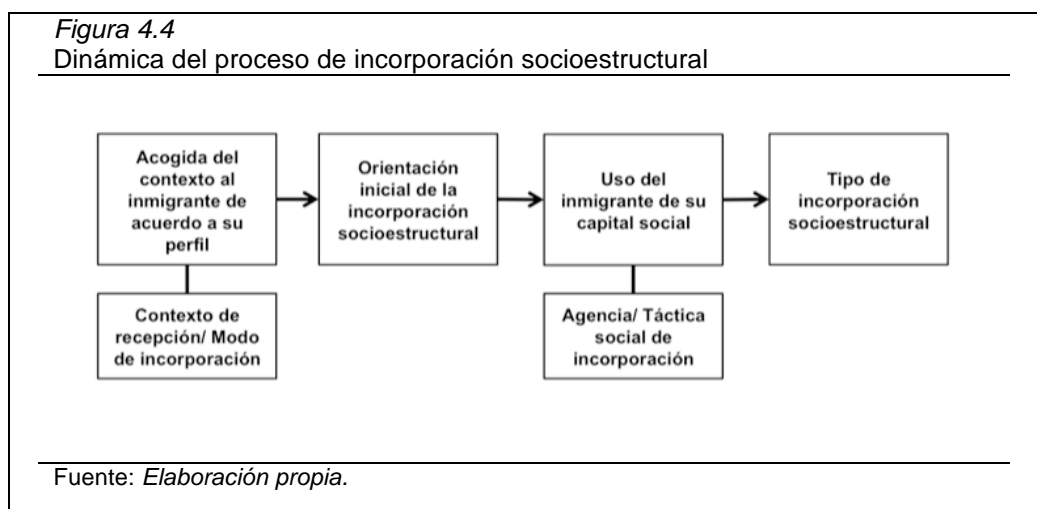 Figura 4.4
Dinámica del proceso de incorporación socioestructural
Acogida del
contexto al
inmigrante de
acuerdo a su
perfil
Orientación
inicial de la
incorporación
socioestructural
Uso del
inmigrante de su
capital social
Tipo de
incorporación
socioestructural
Contexto de
recepción/ Modo
de incorporación
Agencia/ Táctica
social de
incorporación
Fuente: Elaboración propia.